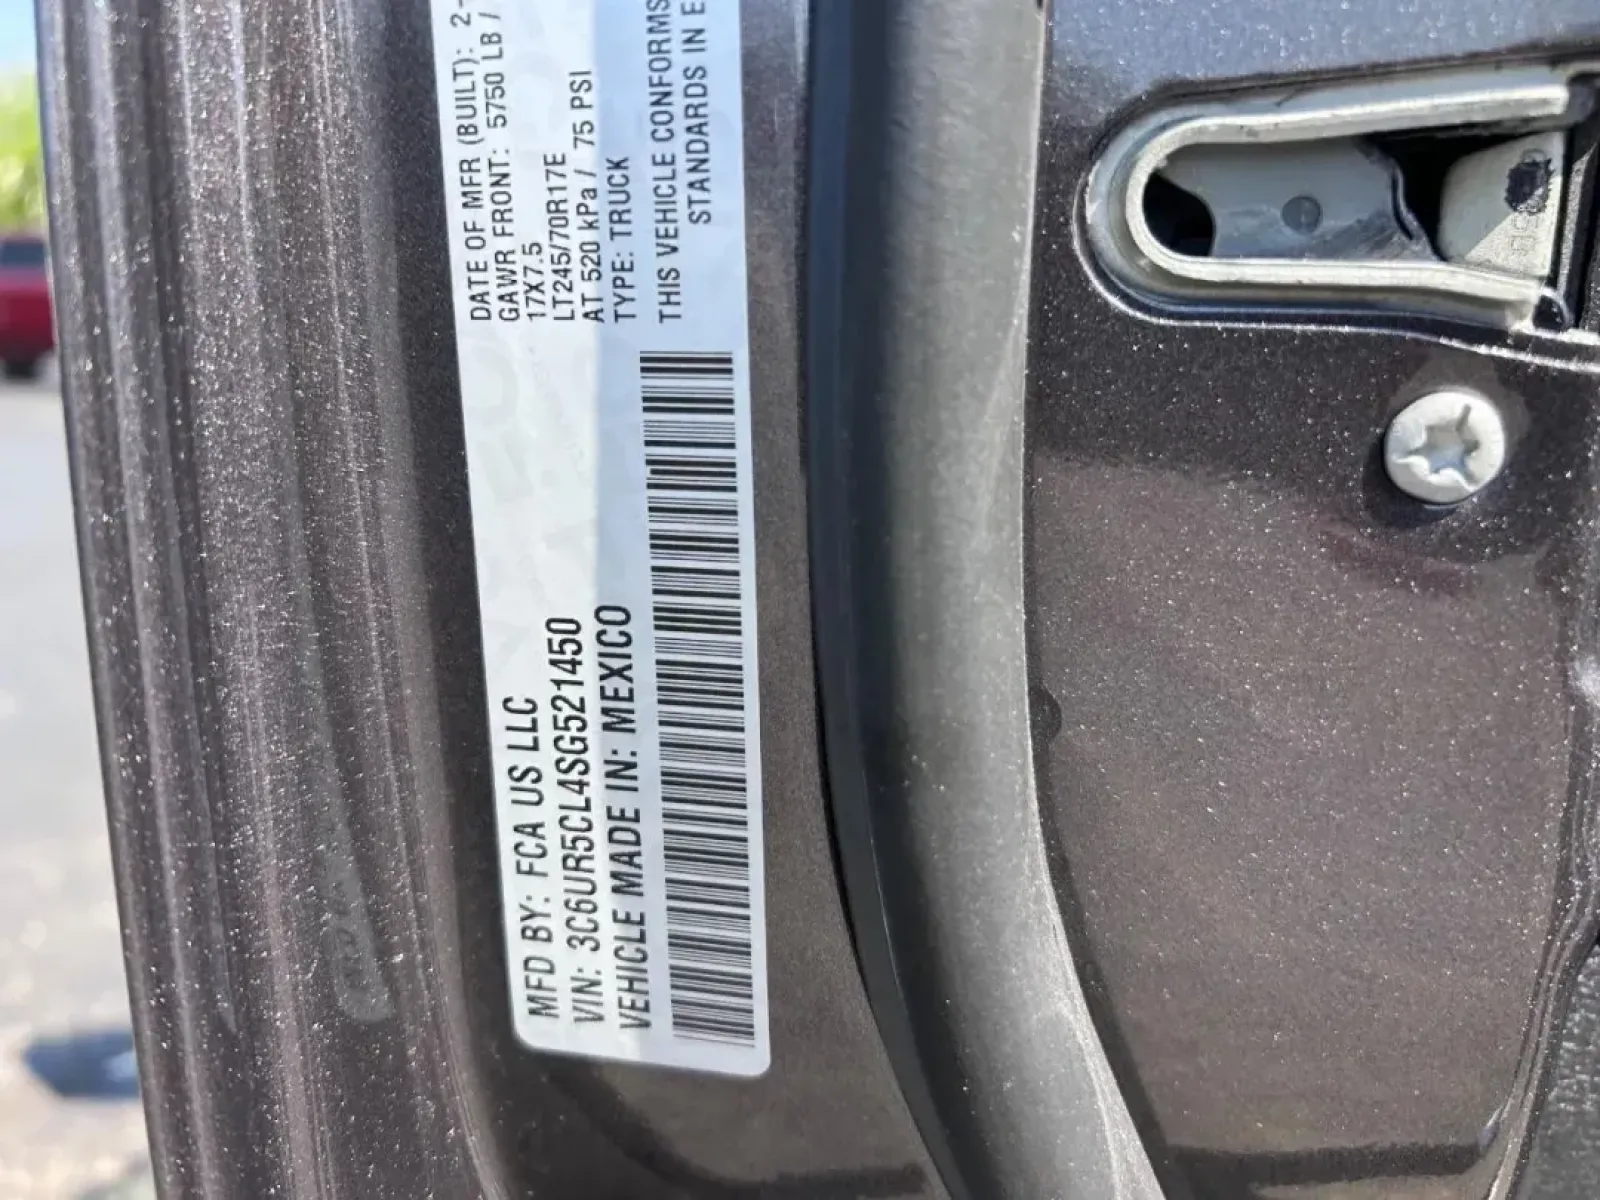 MFD BY: FCA US LLC
VIN: 3C6UR5CL4SG521450
VEHICLE MADE IN: MEXICO
DATE OF MFR (BUILT): 2-
GAWR FRONT: 5750 LB /
17X7.5
LT245/70R17E
AT 520 kPa / 75 PSI
TYPE: TRUCK
THIS VEHICLE CONFORMS
STANDARDS IN E